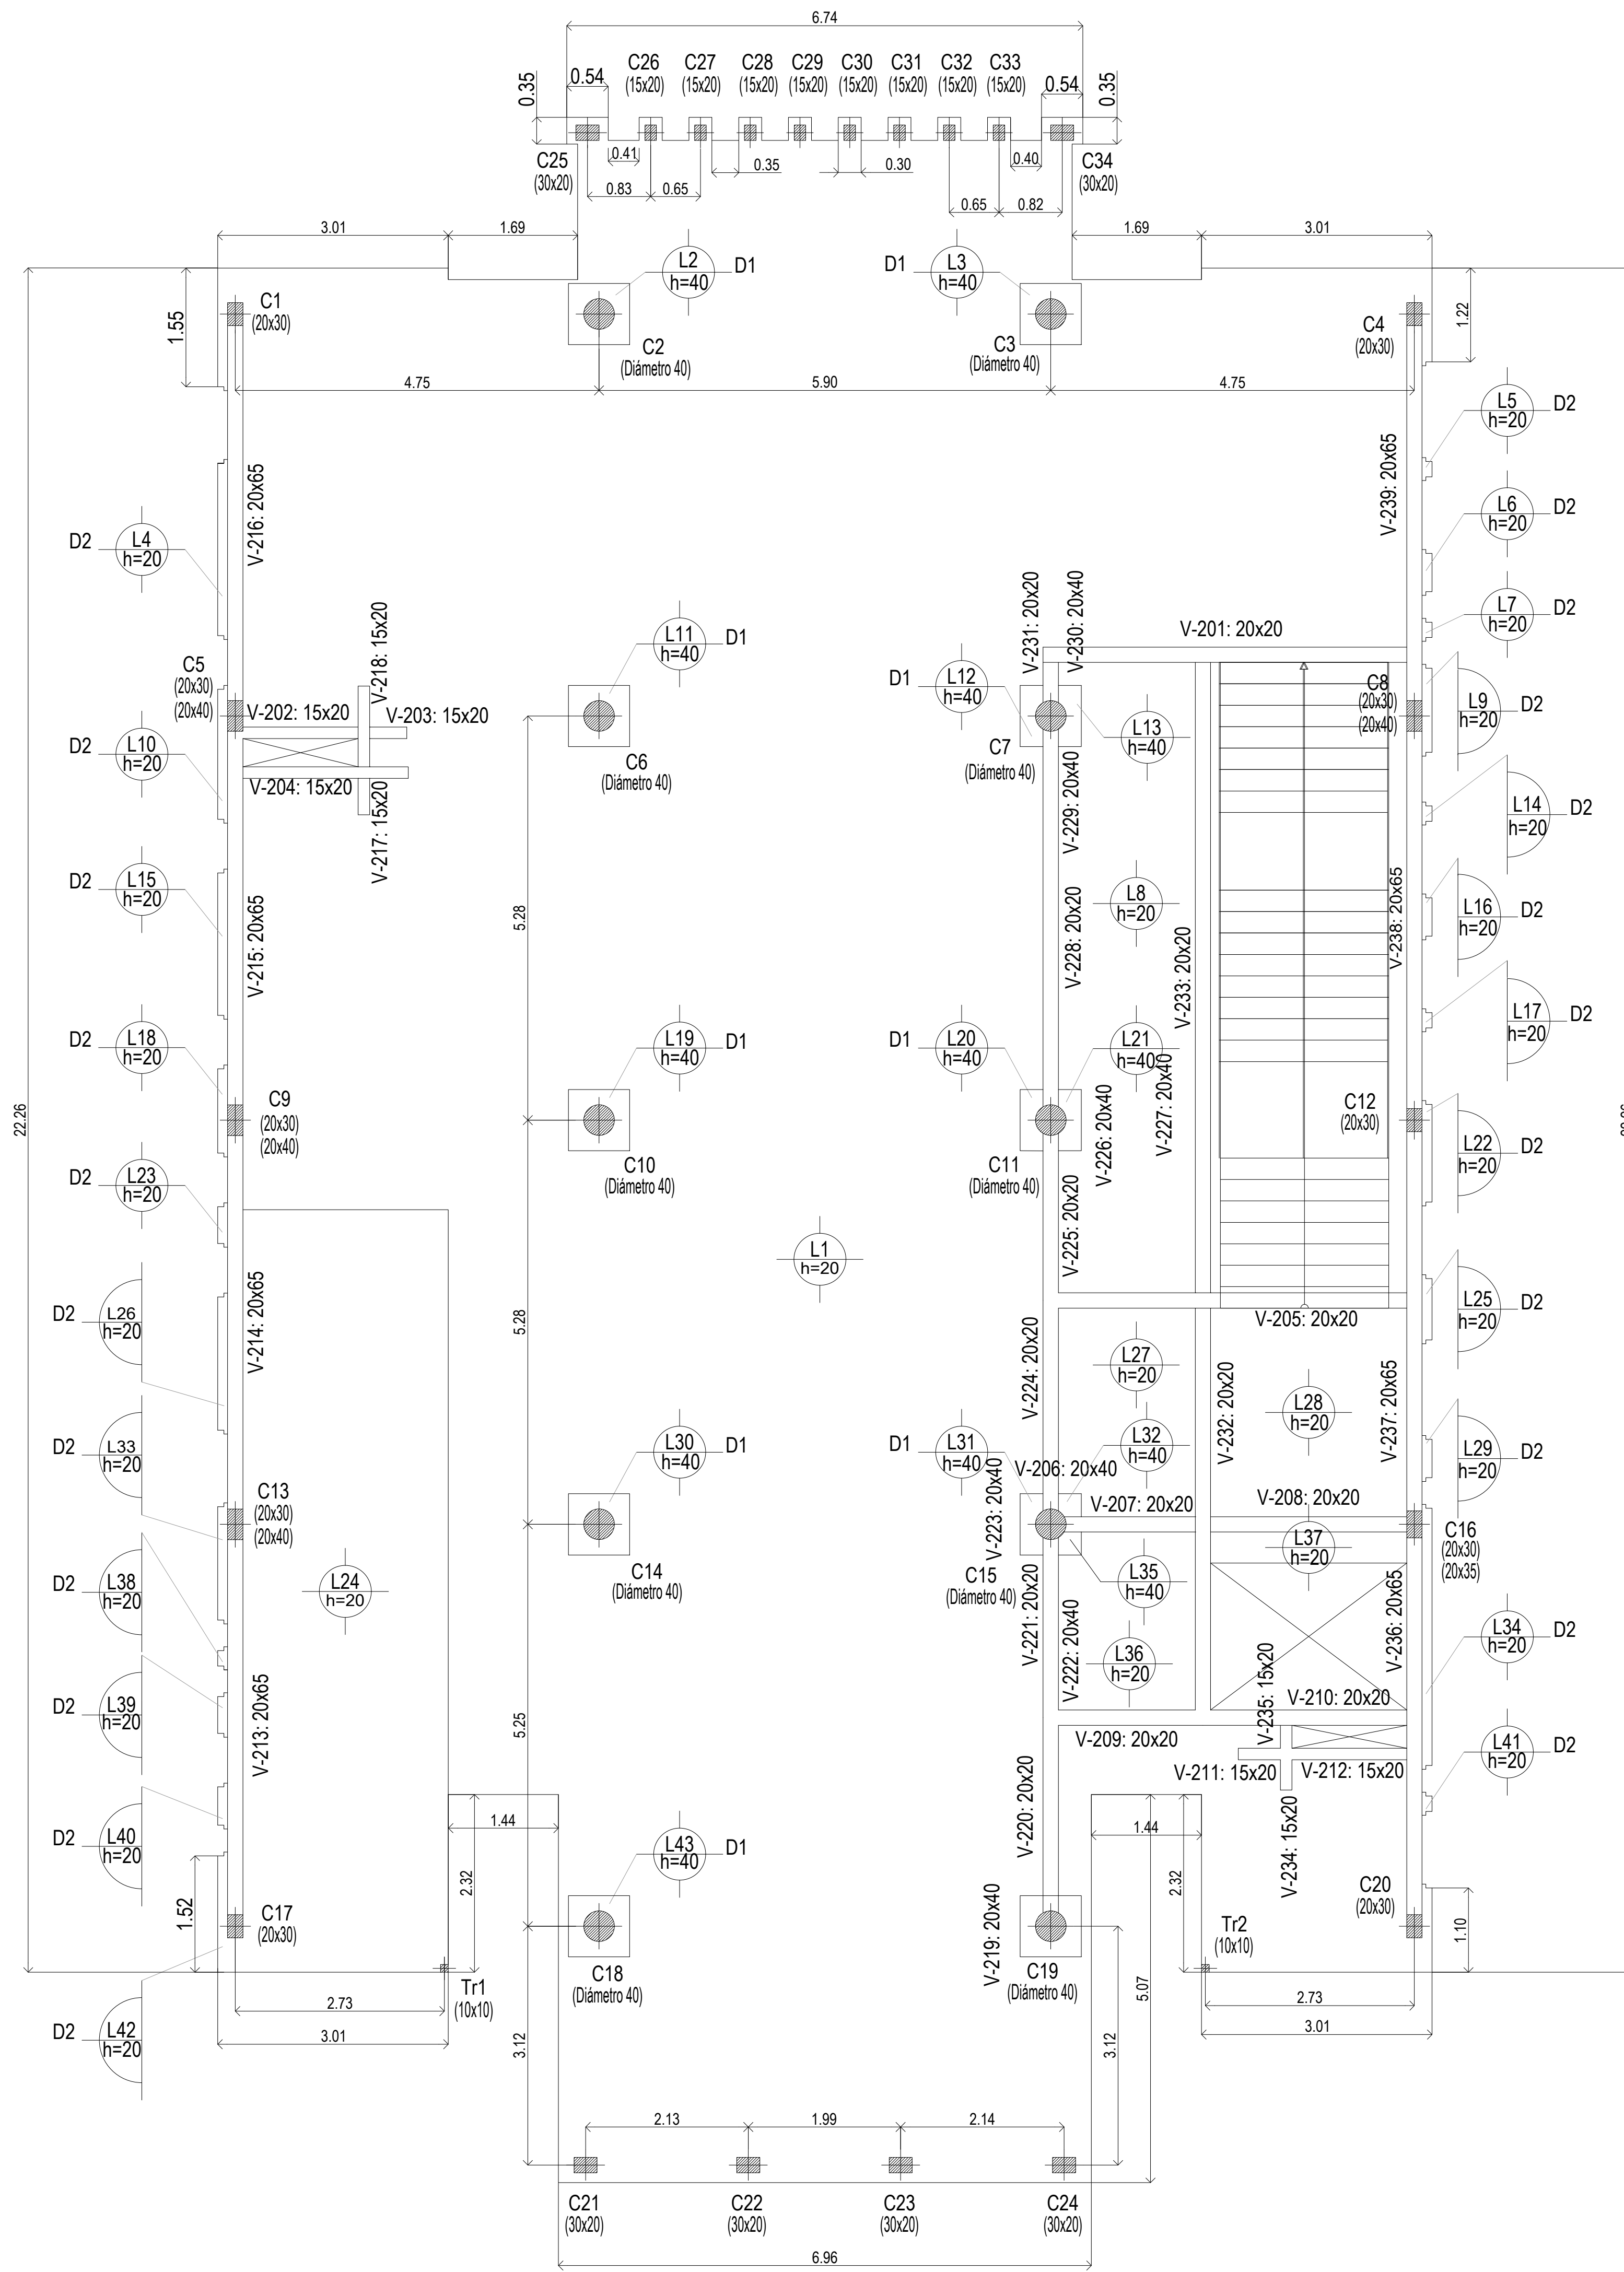 6.74
C26
(15x20)
C27
(15x20)
C28
(15x20)
C29
(15x20)
C30
(15x20)
C31
(15x20)
C32
(15x20)
C33
(15x20)
0.35
0.54
0.54
0.35
C25
(30x20)
0.41
0.35
0.30
0.40
C34
(30x20)
0.83
0.65
0.65
0.82
3.01
1.69
1.69
3.01
L2
h=40
D1
D1
L3
h=40
C1
(20x30)
1.55
C2
(Diámetro 40)
C3
(Diámetro 40)
C4
(20x30)
1.22
4.75
5.90
4.75
L5
h=20
D2
V-216: 20x65
V-239: 20x65
L6
h=20
D2
D2
L4
h=20
L7
h=20
D2
V-218: 15x20
L11
h=40
D1
V-231: 20x20
V-230: 20x40
V-201: 20x20
C5
(20x30)
(20x40)
V-202: 15x20
V-203: 15x20
D1
L12
h=40
C8
(20x30)
(20x40)
L9
h=20
D2
L13
h=40
D2
L10
h=20
C6
(Diámetro 40)
C7
(Diámetro 40)
V-204: 15x20
V-217: 15x20
V-229: 20x40
L14
h=20
D2
D2
L15
h=20
V-215: 20x65
5.28
L8
h=20
V-228: 20x20
V-233: 20x20
V-238: 20x65
L16
h=20
D2
D2
L18
h=20
L19
h=40
D1
D1
L20
h=40
L21
h=40
L17
h=20
D2
22.26
C9
(20x30)
(20x40)
V-226: 20x40
V-227: 20x40
C12
(20x30)
L22
h=20
D2
D2
L23
h=20
C10
(Diámetro 40)
C11
(Diámetro 40)
V-225: 20x20
L1
h=20
D2
L26
h=20
V-214: 20x65
5.28
V-205: 20x20
L25
h=20
D2
V-224: 20x20
L27
h=20
V-232: 20x20
L28
h=20
V-237: 20x65
D2
L33
h=20
L30
h=40
D1
D1
L31
h=40
L32
h=40
L29
h=20
D2
V-206: 20x40
C13
(20x30)
(20x40)
V-223: 20x40
V-207: 20x20
V-208: 20x20
L37
h=20
C16
(20x30)
(20x35)
D2
L38
h=20
L24
h=20
C14
(Diámetro 40)
C15
(Diámetro 40)
L35
h=40
V-221: 20x20
V-222: 20x40
V-236: 20x65
L34
h=20
D2
L36
h=20
D2
L39
h=20
V-213: 20x65
5.25
V-235: 15x20
V-210: 20x20
V-209: 20x20
L41
h=20
D2
V-211: 15x20
V-212: 15x20
D2
L40
h=20
1.44
V-220: 20x20
1.44
V-234: 15x20
L43
h=40
D1
2.32
2.32
1.52
C17
(20x30)
C20
(20x30)
1.10
V-219: 20x40
Tr2
(10x10)
Tr1
(10x10)
C18
(Diámetro 40)
C19
(Diámetro 40)
5.07
2.73
2.73
D2
L42
h=20
3.01
3.12
3.12
3.01
2.13
1.99
2.14
C21
(30x20)
C22
(30x20)
C23
(30x20)
C24
(30x20)
6.96